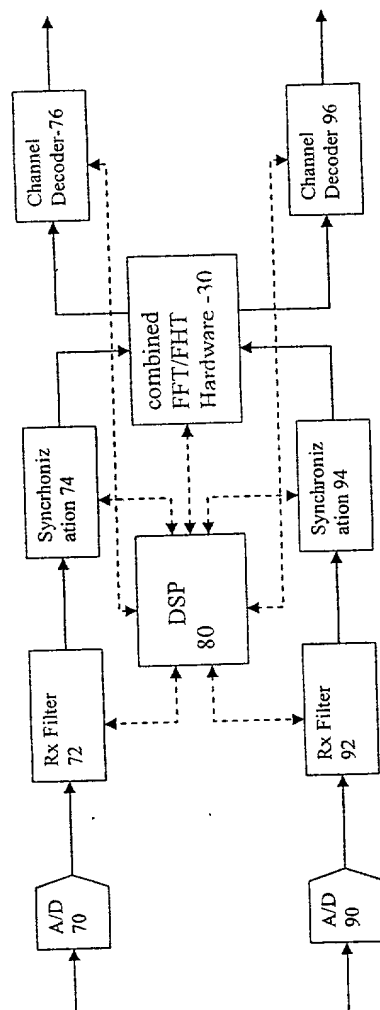 A/D
70
Rx Filter
72
Syncrhoniz
ation 74
Channel
Decoder-76
DSP
80
combined
FFT/FHT
Hardware -30
A/D
90
Rx Filter
92
Synchroniz
ation 94
Channel
Decoder 96